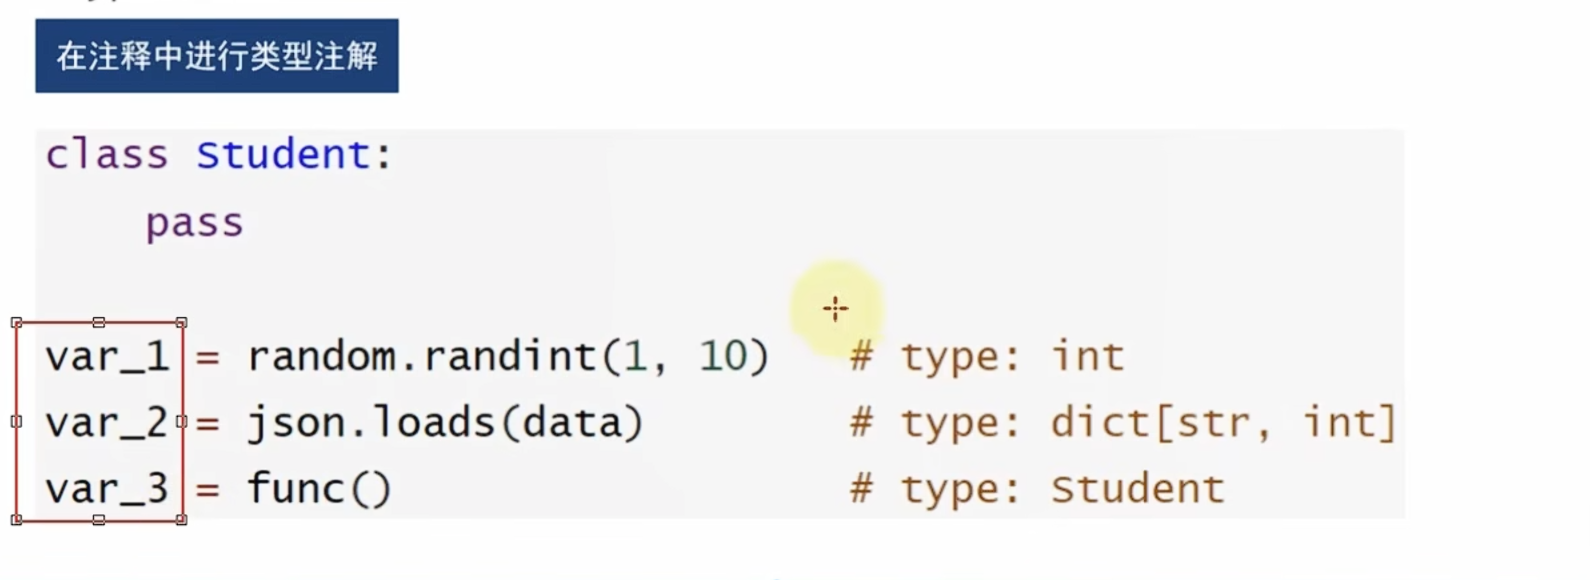 在注释中进行类型注解
class Student:
    pass
var_1 = random.randint(1, 10)   # type: int
var_2 = json.loads(data)        # type: dict[str, int]
var_3 = func()                  # type: Student